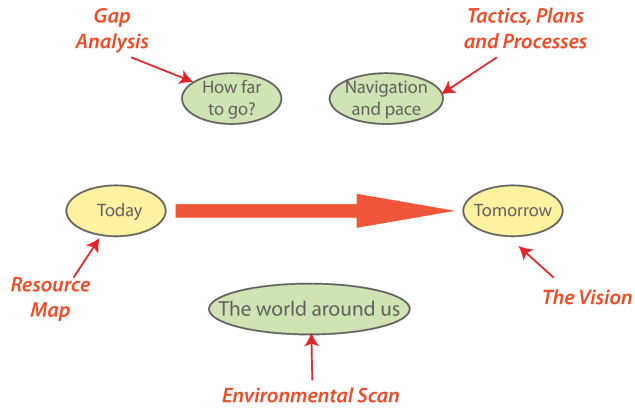 Gap
Analysis
Tactics, Plans
and Processes
How far
to go?
Navigation
and pace
Today
Tomorrow
Resource
Map
The Vision
The world around us
Environmental Scan